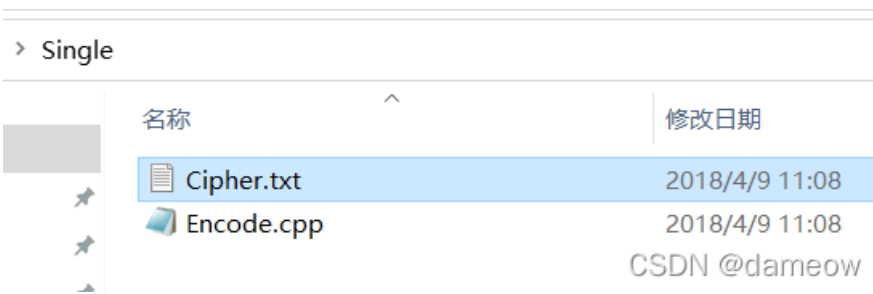 Single
名称 修改日期
Cipher.txt 2018/4/9 11:08
Encode.cpp 2018/4/9 11:08
CSDN @dameow